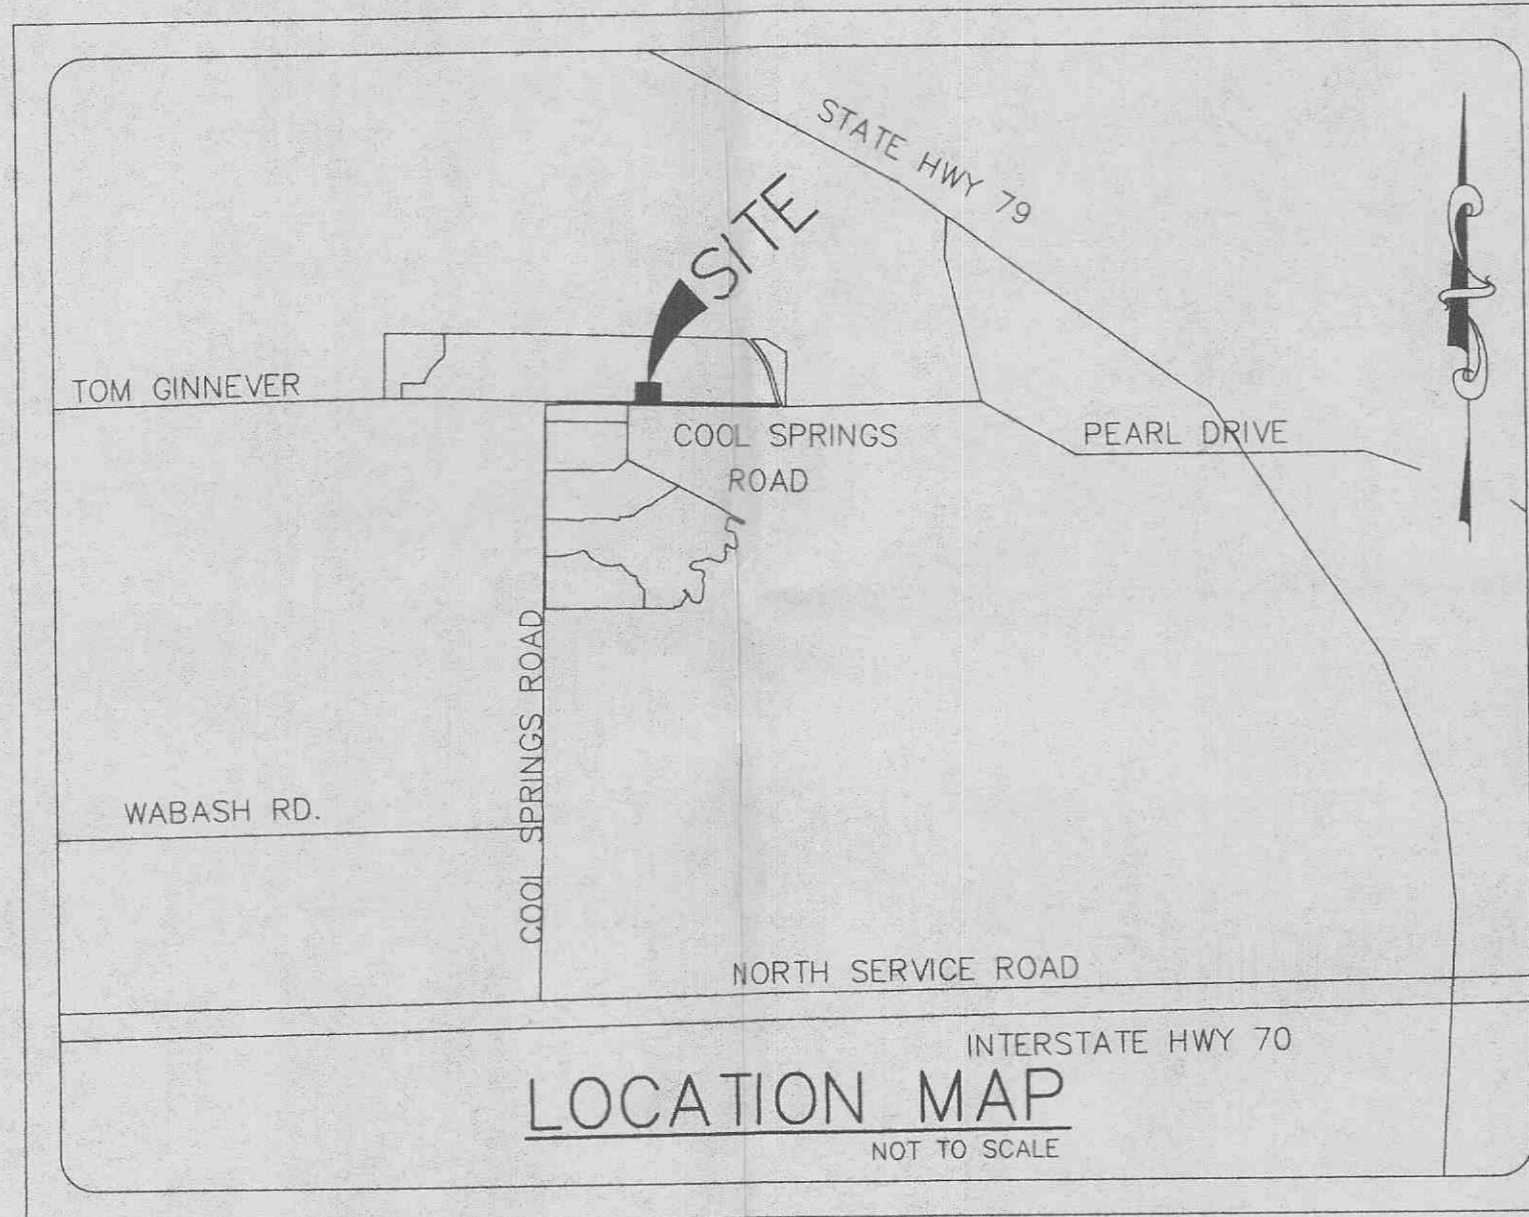 STATE HWY 79
SITE
TOM GINNEVER
COOL SPRINGS
ROAD
PEARL DRIVE
COOL SPRINGS ROAD
WABASH RD.
NORTH SERVICE ROAD
INTERSTATE HWY 70
LOCATION MAP
NOT TO SCALE